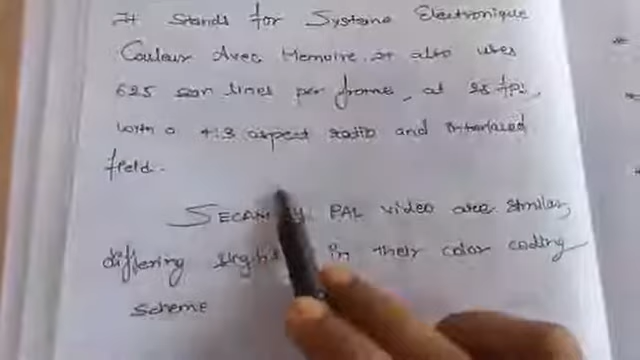 It stands for Systeme Electronique
Couleur Avec Memoire. It also uses
625 scan lines per frame, at 25 fps,
with a 4:3 aspect radio and interlaced
field.
SECAM PAL video are similar,
differing in their color coding
scheme